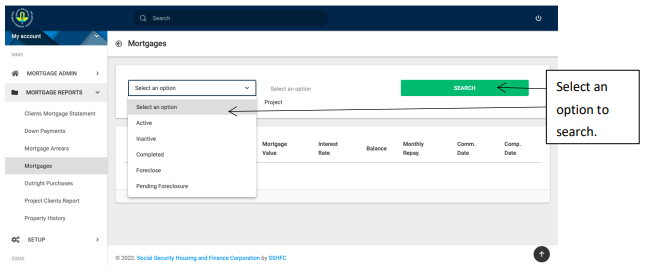 Search
My account
Mortgages
MMS
MORTGAGE ADMIN
MORTGAGE REPORTS
Clients Mortgage Statement
Down Payments
Mortgage Arrears
Mortgages
Outright Purchases
Project Clients Report
Property History
SETUP
SSMS
Select an option
Select an option
SEARCH
Project
Select an option
Active
Inactive
Completed
Foreclose
Pending Foreclosure
Mortgage Value
Interest Rate
Balance
Monthly Repay.
Comm. Date
Comp. Date
© 2022. Social Security Housing and Finance Corporation by SSHFC
Select an
option to
search.